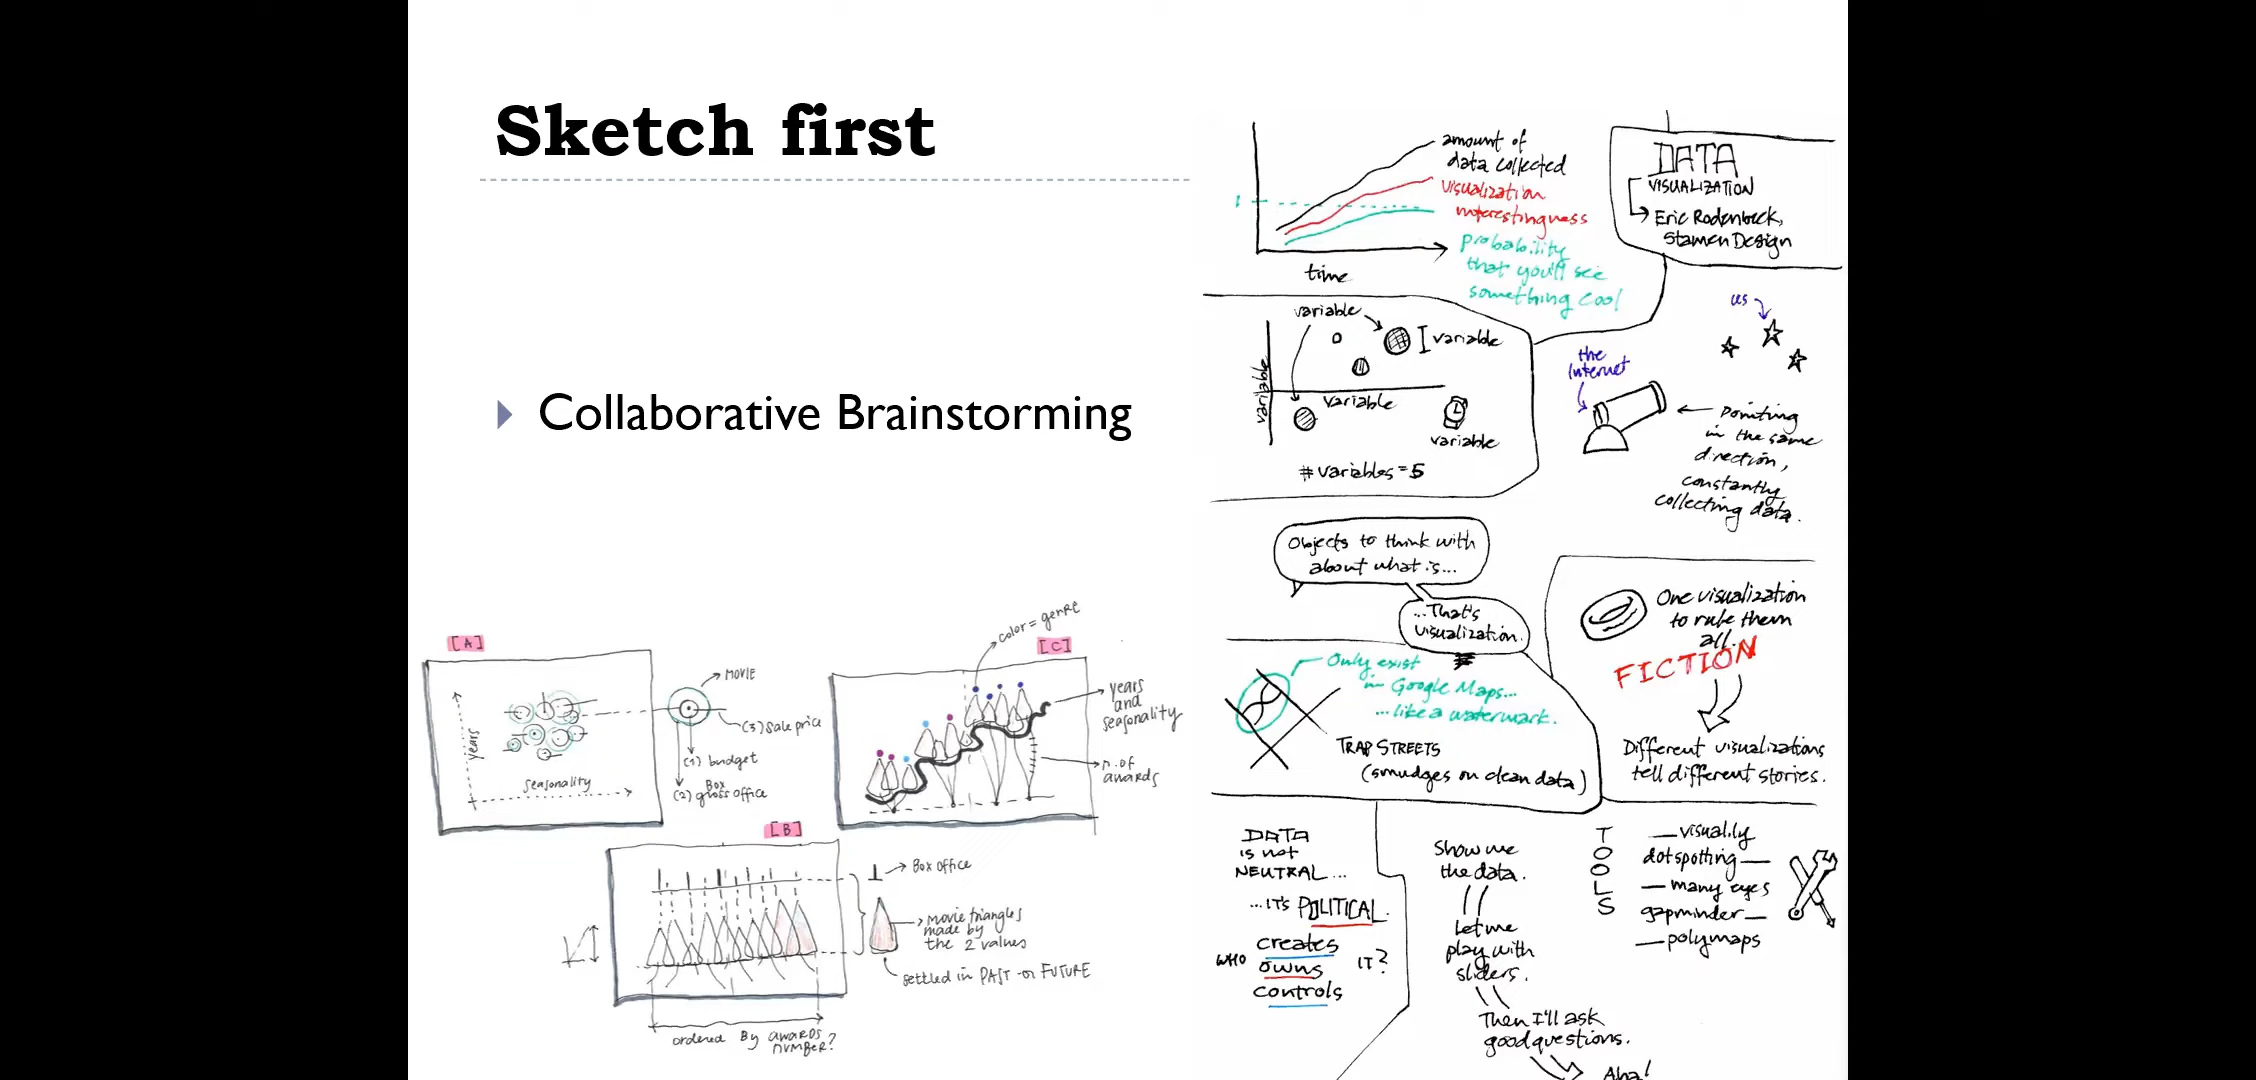 Sketch first
Collaborative Brainstorming
[A]
MOVIE
(3) sale price
(1) budget
Box
(2) gross office
years
seasonality
color = genre
[C]
years
and
seasonality
n. of
awards
[B]
Box office
movie triangles
made by
the 2 values
settled in PAST or FUTURE
ordered By awards
number?
amount of
data collected
visualization
interestingness
probability
that you'll see
something cool
time
DATA
VISUALIZATION
Eric Rodenbeck,
Stamen Design
variable
variable
variable
variable
variable
# variables = 5
us
the
Internet
Pointing
in the same
direction,
constantly
collecting data.
Objects to think with
about what is...
...That's
visualization.
One visualization
to rule them
all.
FICTION
Different visualizations
tell different stories.
Only exist
in Google Maps...
...like a watermark.
TRAP STREETS
(smudges on clean data)
DATA
is not
NEUTRAL...
...IT'S POLITICAL.
creates
WHO owns IT?
controls
Show me
the data.
Let me
play with
sliders.
Then I'll ask
good questions.
Aha!
TOOLS
visual.ly
dotspotting
many eyes
gapminder
polymaps